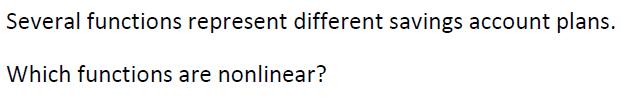 Several functions represent different savings account plans.
Which functions are nonlinear?